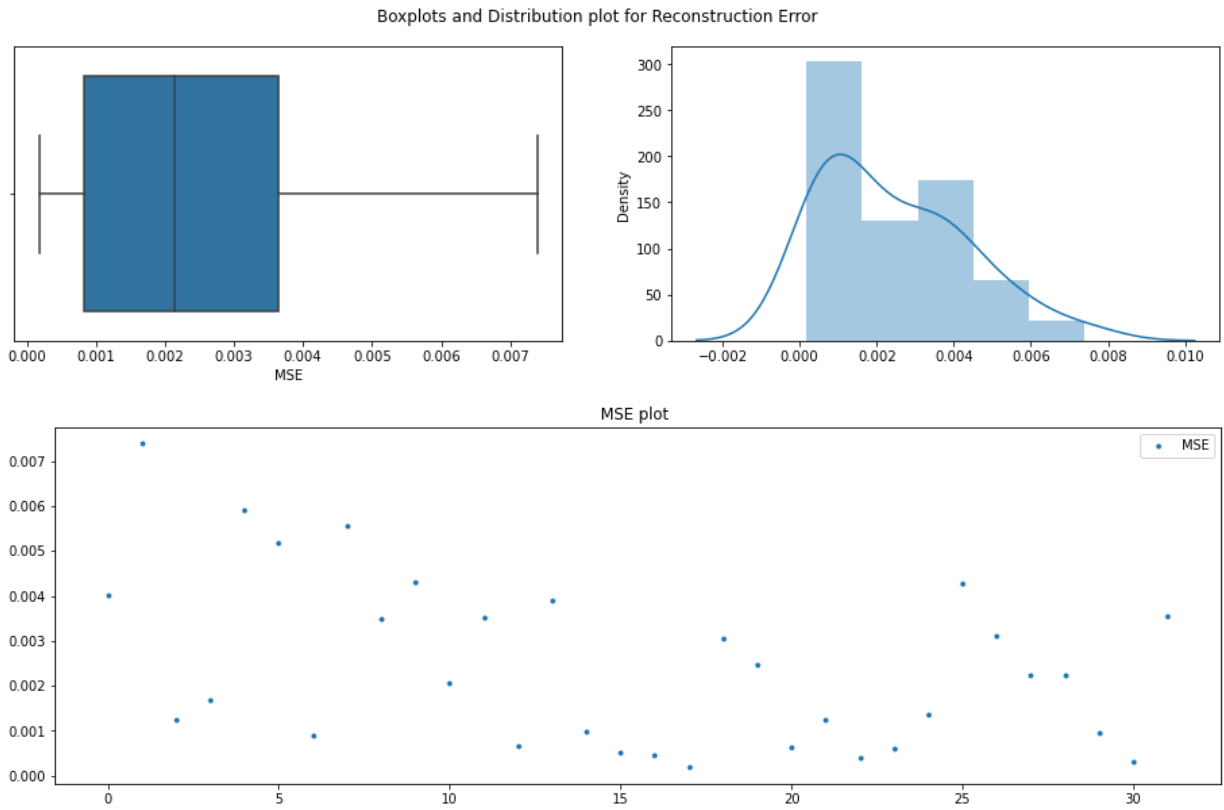 Boxplots and Distribution plot for Reconstruction Error
0.000 0.001 0.002 0.003 0.004 0.005 0.006 0.007
MSE
300
250
200
150
100
50
0
Density
−0.002 0.000 0.002 0.004 0.006 0.008 0.010
MSE plot
MSE
0.007
0.006
0.005
0.004
0.003
0.002
0.001
0.000
0 5 10 15 20 25 30